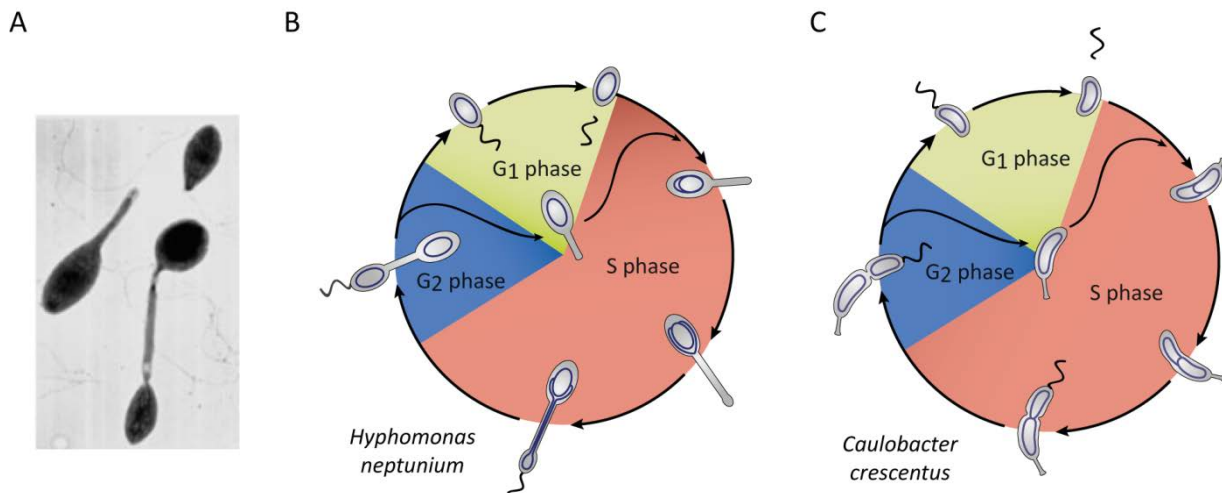 A
B
C
G1 phase
S phase
G2 phase
Hyphomonas
neptunium
G1 phase
S phase
G2 phase
Caulobacter
crescentus